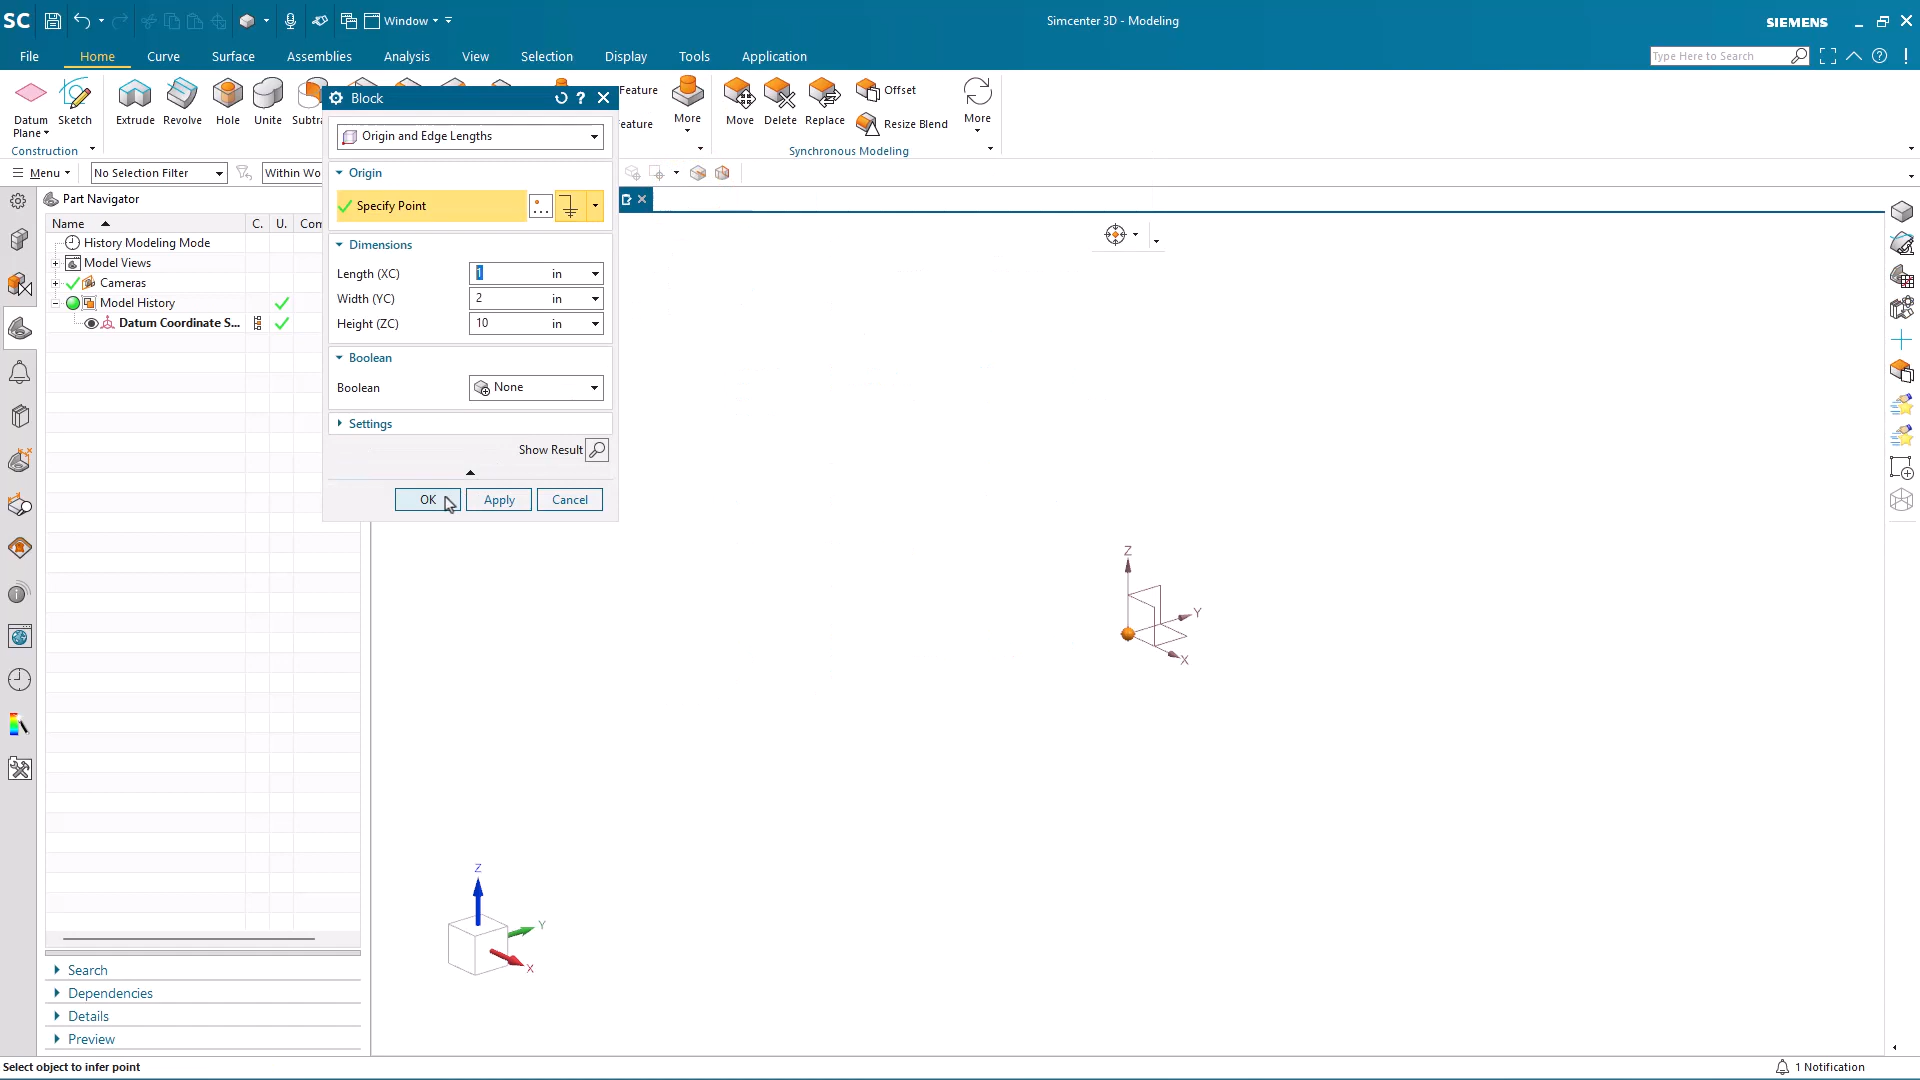 SC Window Simcenter 3D - Modeling SIEMENS
File Home Curve Surface Assemblies Analysis View Selection Display Tools Application Type Here to Search
Datum Plane Sketch Extrude Revolve Hole Unite Subtra
Block
Feature
eature
More
Move Delete Replace
Offset
Resize Blend
More
Construction
Synchronous Modeling
Menu No Selection Filter Within Wo
Origin and Edge Lengths
Origin
Specify Point
Dimensions
Length (XC) 1 in
Width (YC) 2 in
Height (ZC) 10 in
Boolean
Boolean None
Settings
Show Result
OK Apply Cancel
Part Navigator
Name C. U. Con
History Modeling Mode
Model Views
Cameras
Model History
Datum Coordinate S...
Z
Y
X
Z
Y
X
Search
Dependencies
Details
Preview
Select object to infer point
1 Notification